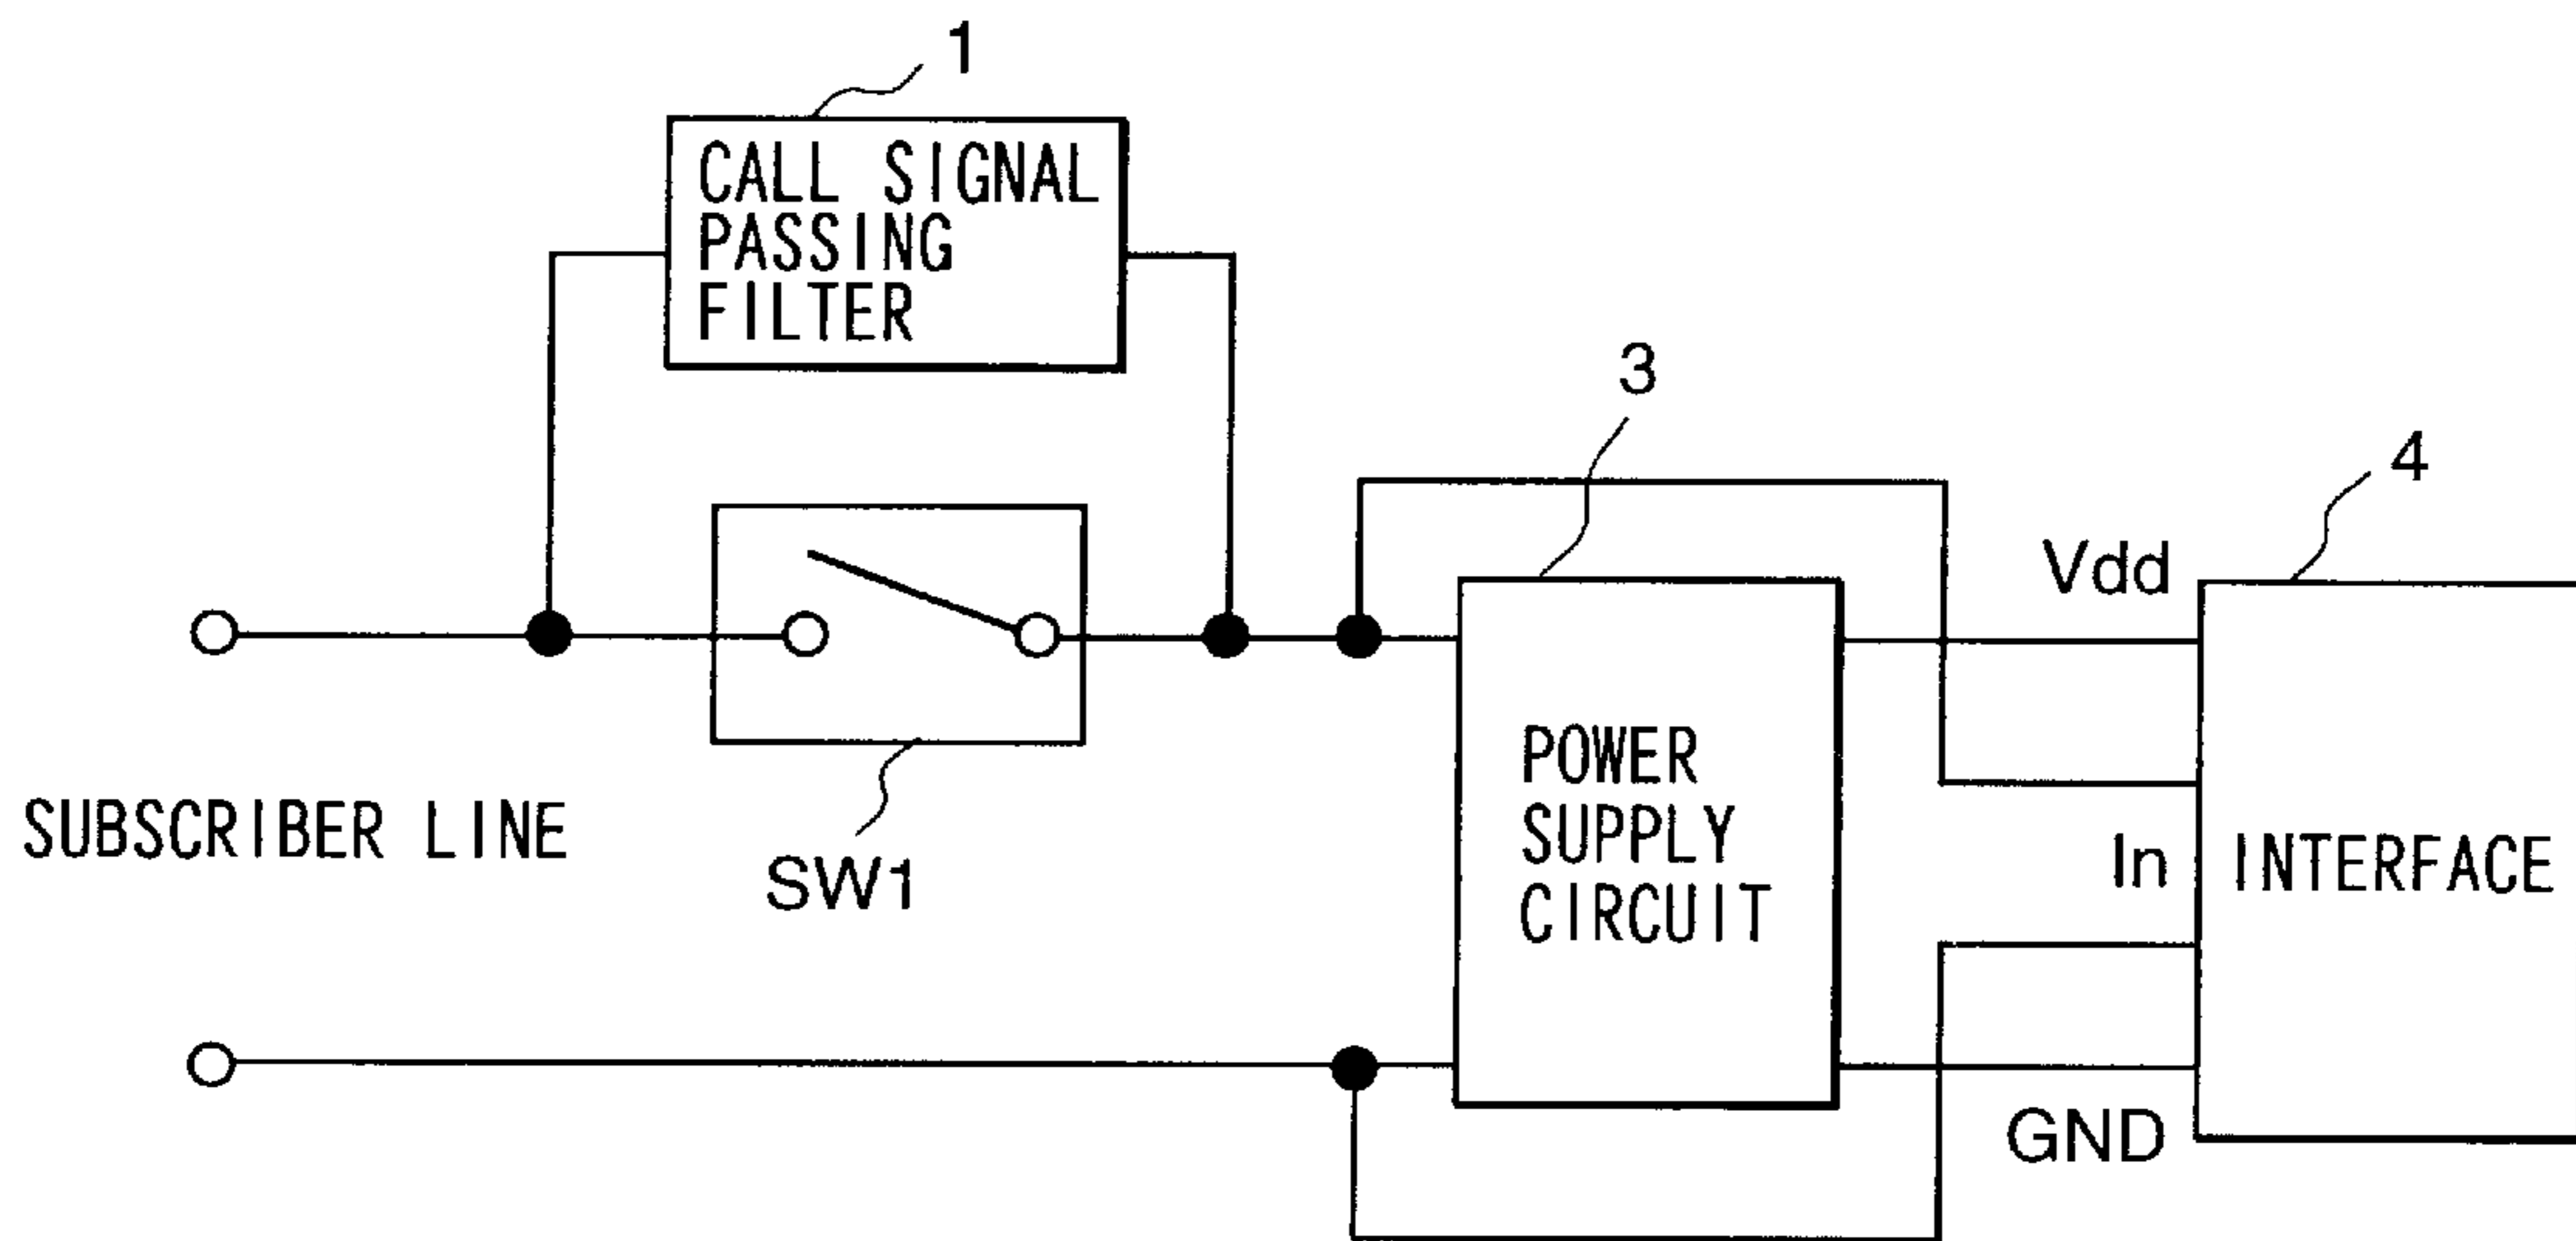 1
CALL SIGNAL
PASSING
FILTER
3
4
Vdd
POWER
SUPPLY
CIRCUIT
SUBSCRIBER LINE
In
INTERFACE
SW1
GND